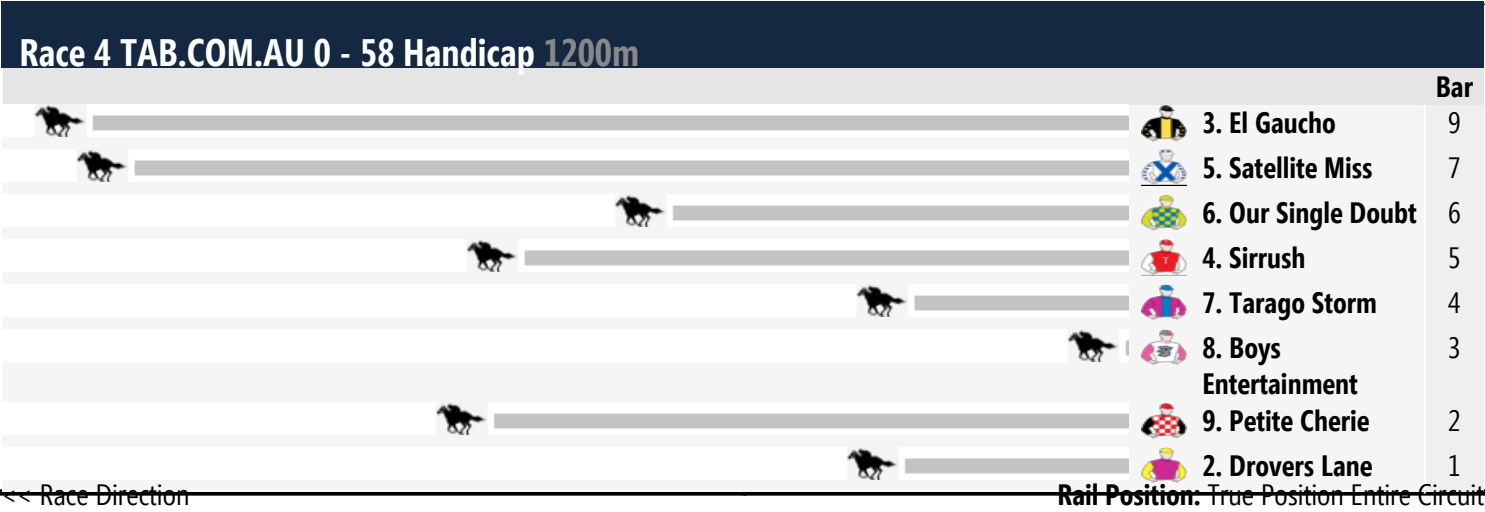 Race 4 TAB.COM.AU 0 - 58 Handicap 1200m
Bar
3. El Gaucho 9
5. Satellite Miss 7
6. Our Single Doubt 6
T
4. Sirrush 5
7. Tarago Storm 4
8. Boys 3
Entertainment
9. Petite Cherie 2
2. Drovers Lane 1
<< Race Direction
Rail Position: True Position Entire Circuit